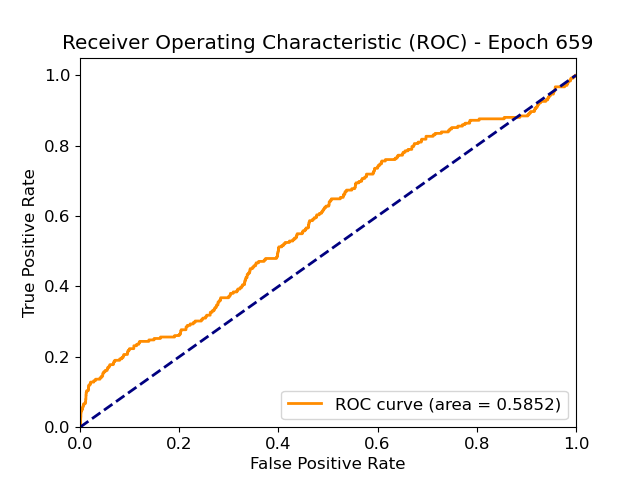 Receiver Operating Characteristic (ROC) - Epoch 659
1.0
0.8
0.6
0.4
0.2
0.0
True Positive Rate
ROC curve (area = 0.5852)
0.0 0.2 0.4 0.6 0.8 1.0
False Positive Rate